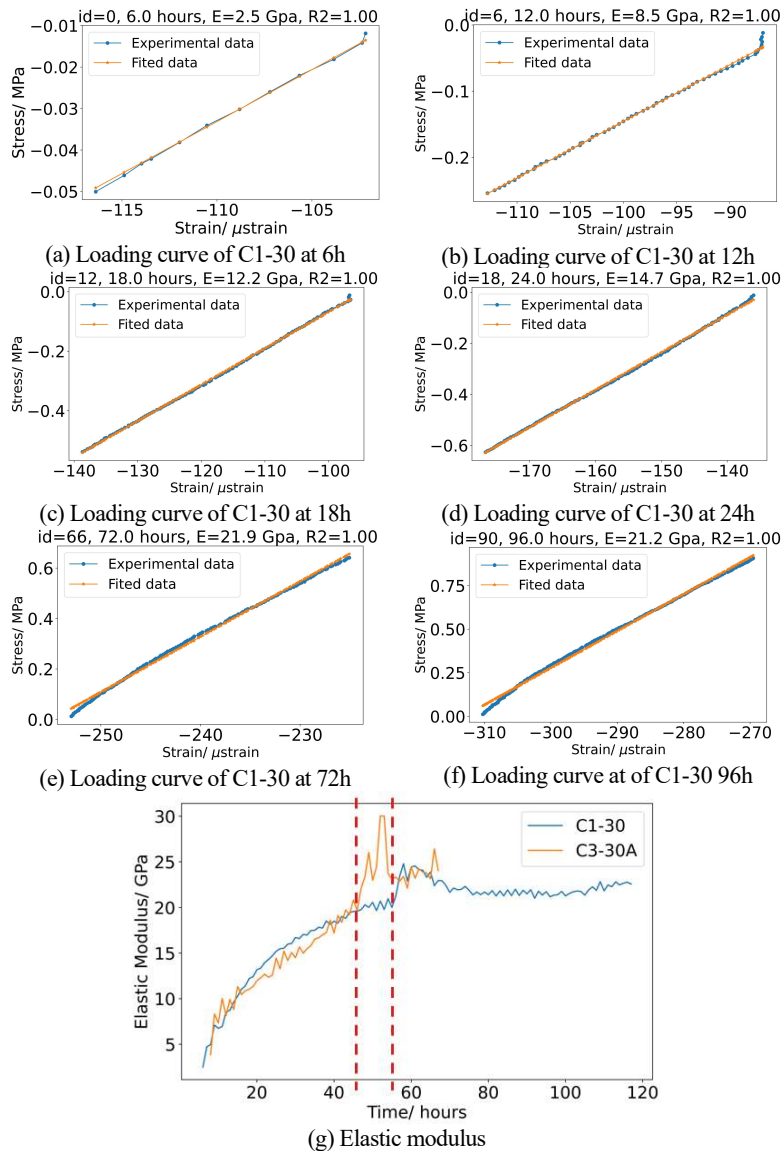 id=0, 6.0 hours, E=2.5 Gpa, R2=1.00
−0.01
−0.02
−0.03
−0.04
−0.05
Stress/ MPa
Experimental data
Fited data
−115
−110
−105
Strain/ μstrain
(a) Loading curve of C1-30 at 6h
id=6, 12.0 hours, E=8.5 Gpa, R2=1.00
0.0
−0.1
−0.2
Stress/ MPa
Experimental data
Fited data
−110
−105
−100
−95
−90
Strain/ μstrain
(b) Loading curve of C1-30 at 12h
id=12, 18.0 hours, E=12.2 Gpa, R2=1.00
0.0
−0.2
−0.4
Stress/ MPa
Experimental data
Fited data
−140
−130
−120
−110
−100
Strain/ μstrain
(c) Loading curve of C1-30 at 18h
id=18, 24.0 hours, E=14.7 Gpa, R2=1.00
0.0
−0.2
−0.4
−0.6
Stress/ MPa
Experimental data
Fited data
−170
−160
−150
−140
Strain/ μstrain
(d) Loading curve of C1-30 at 24h
id=66, 72.0 hours, E=21.9 Gpa, R2=1.00
0.6
0.4
0.2
0.0
Stress/ MPa
Experimental data
Fited data
−250
−240
−230
Strain/ μstrain
(e) Loading curve of C1-30 at 72h
id=90, 96.0 hours, E=21.2 Gpa, R2=1.00
0.75
0.50
0.25
0.00
Stress/ MPa
Experimental data
Fited data
−310
−300
−290
−280
−270
Strain/ μstrain
(f) Loading curve at of C1-30 96h
30
25
20
15
10
5
Elastic Modulus/ GPa
C1-30
C3-30A
20
40
60
80
100
120
Time/ hours
(g) Elastic modulus